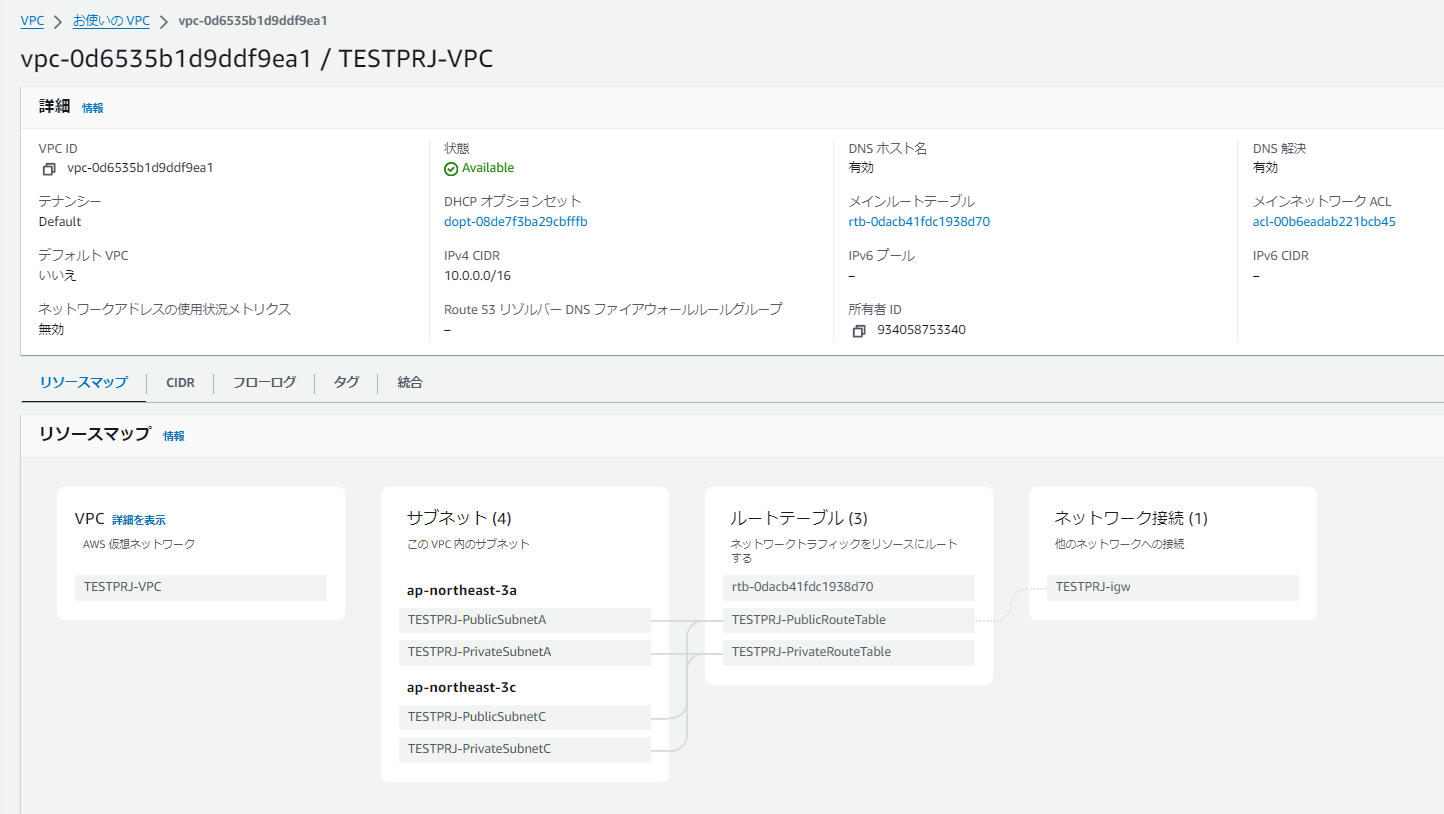 VPC > お使いの VPC > vpc-0d6535b1d9ddf9ea1
vpc-0d6535b1d9ddf9ea1 / TESTPRJ-VPC
詳細 情報
VPC ID
vpc-0d6535b1d9ddf9ea1
状態
Available
DNS ホスト名
有効
DNS 解決
有効
テナンシー
Default
DHCP オプションセット
dopt-08de7f3ba29cbfffb
メインルートテーブル
rtb-0dacb41fdc1938d70
メインネットワーク ACL
acl-00b6eadab221bcb45
デフォルト VPC
いいえ
IPv4 CIDR
10.0.0.0/16
IPv6 プール
–
IPv6 CIDR
–
ネットワークアドレスの使用状況メトリクス
無効
Route 53 リゾルバー DNS ファイアウォールルールグループ
–
所有者 ID
934058753340
リソースマップ CIDR フローログ タグ 統合
リソースマップ 情報
VPC 詳細を表示
AWS 仮想ネットワーク
TESTPRJ-VPC
サブネット (4)
この VPC 内のサブネット
ap-northeast-3a
TESTPRJ-PublicSubnetA
TESTPRJ-PrivateSubnetA
ap-northeast-3c
TESTPRJ-PublicSubnetC
TESTPRJ-PrivateSubnetC
ルートテーブル (3)
ネットワークトラフィックをリソースにルート
する
rtb-0dacb41fdc1938d70
TESTPRJ-PublicRouteTable
TESTPRJ-PrivateRouteTable
ネットワーク接続 (1)
他のネットワークへの接続
TESTPRJ-igw